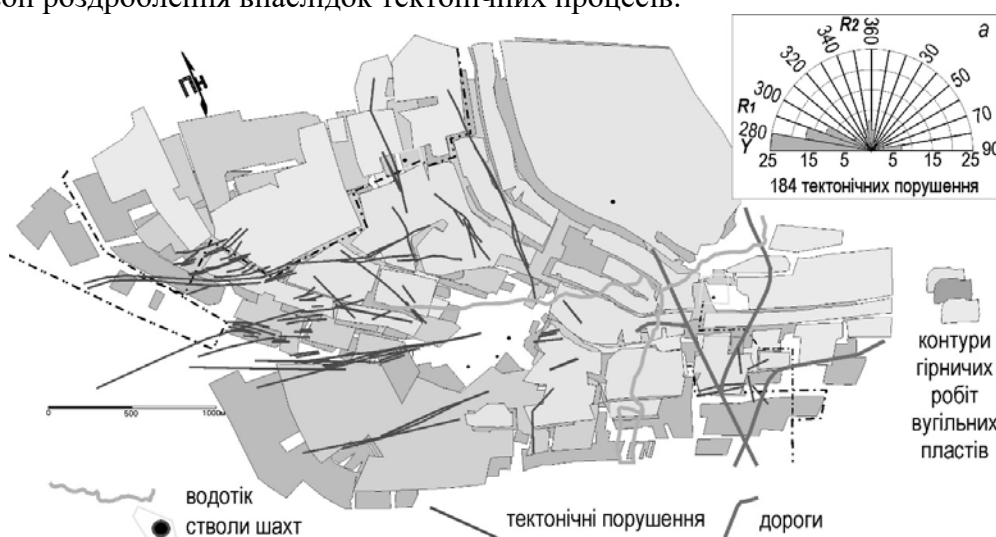 зон роздроблення внаслідок тектонічних процесів.
R2 а
320 340 360 30
300 50
R1 70
280 90
Y
25 15 5 5 15 25
184 тектонічних порушення
Пн
контури
гірничих
робіт
вугільних
пластів
0 500 1000м
водотік
стволи шахт
тектонічні порушення
дороги